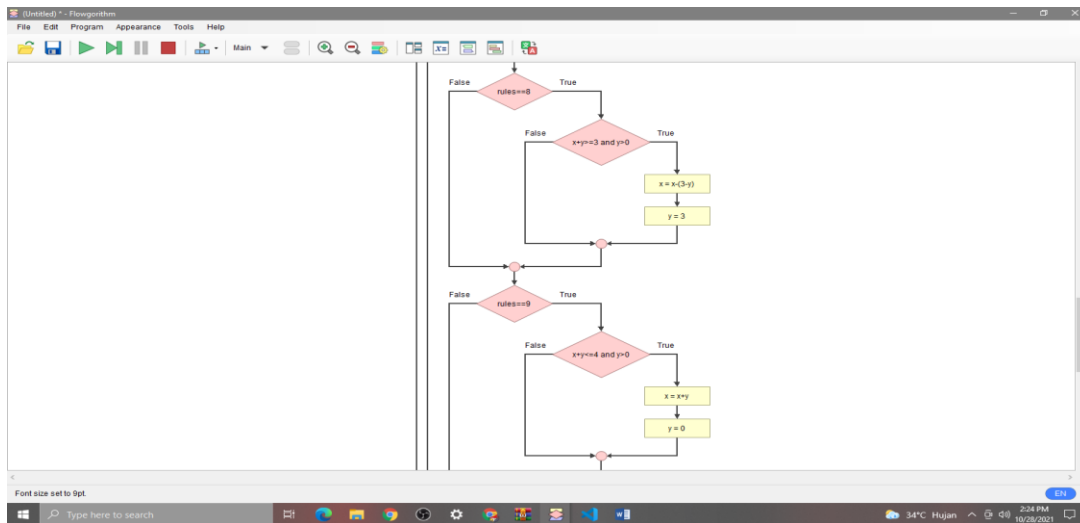 (Untitled) * - Flowgorithm
File Edit Program Appearance Tools Help
Main
False True
rules==8
False True
x+y>=3 and y>0
x = x-(3-y)
y = 3
False True
rules==9
False True
x+y<=4 and y>0
x = x+y
y = 0
Font size set to 9pt.
EN
Type here to search
34°C Hujan
2:24 PM
10/28/2021